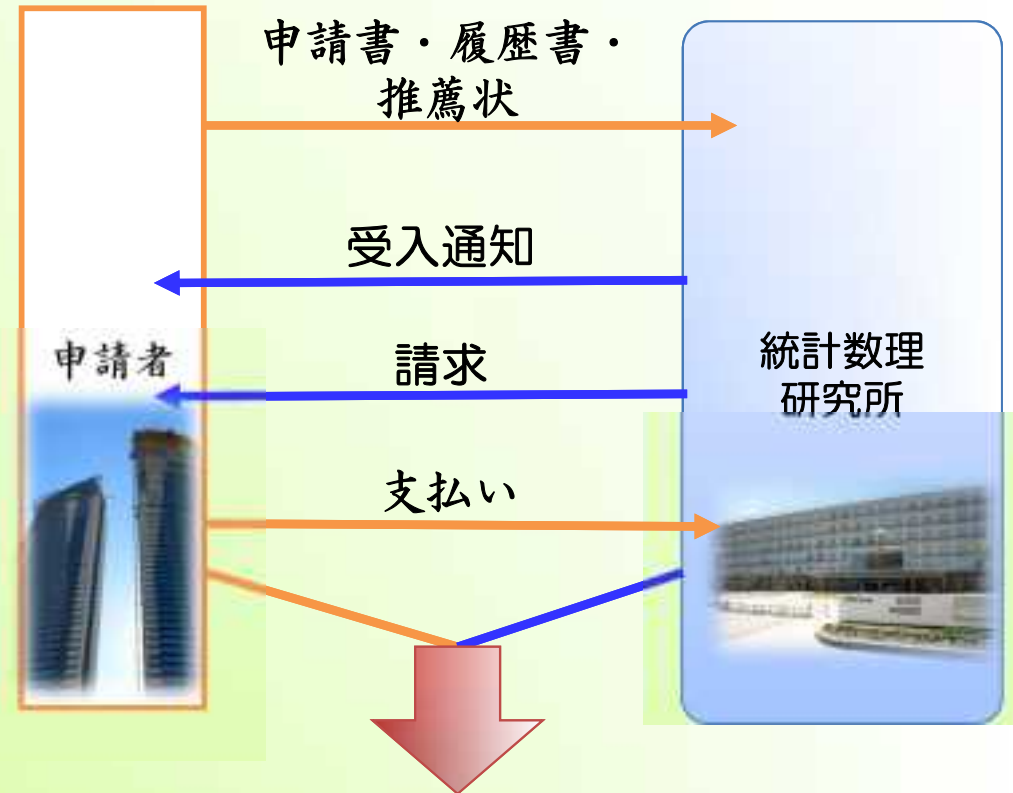 申請書・履歴書・
推薦状
受入通知
申請者
請求
統計数理
研究所
支払い